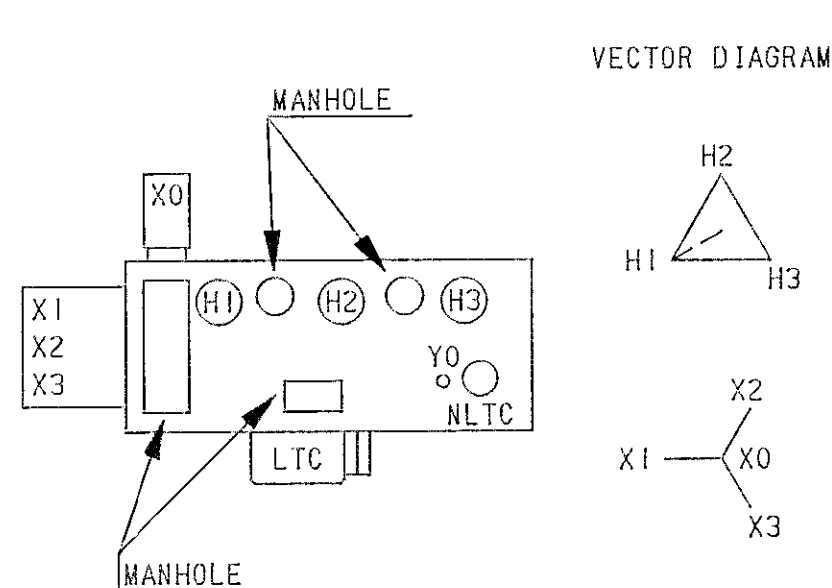 VECTOR DIAGRAM
MANHOLE
H2
X0
H1
H3
H1 H2 H3
X1
X2
X3
Y0
NLTC
X2
LTC
X1 X0
X3
MANHOLE